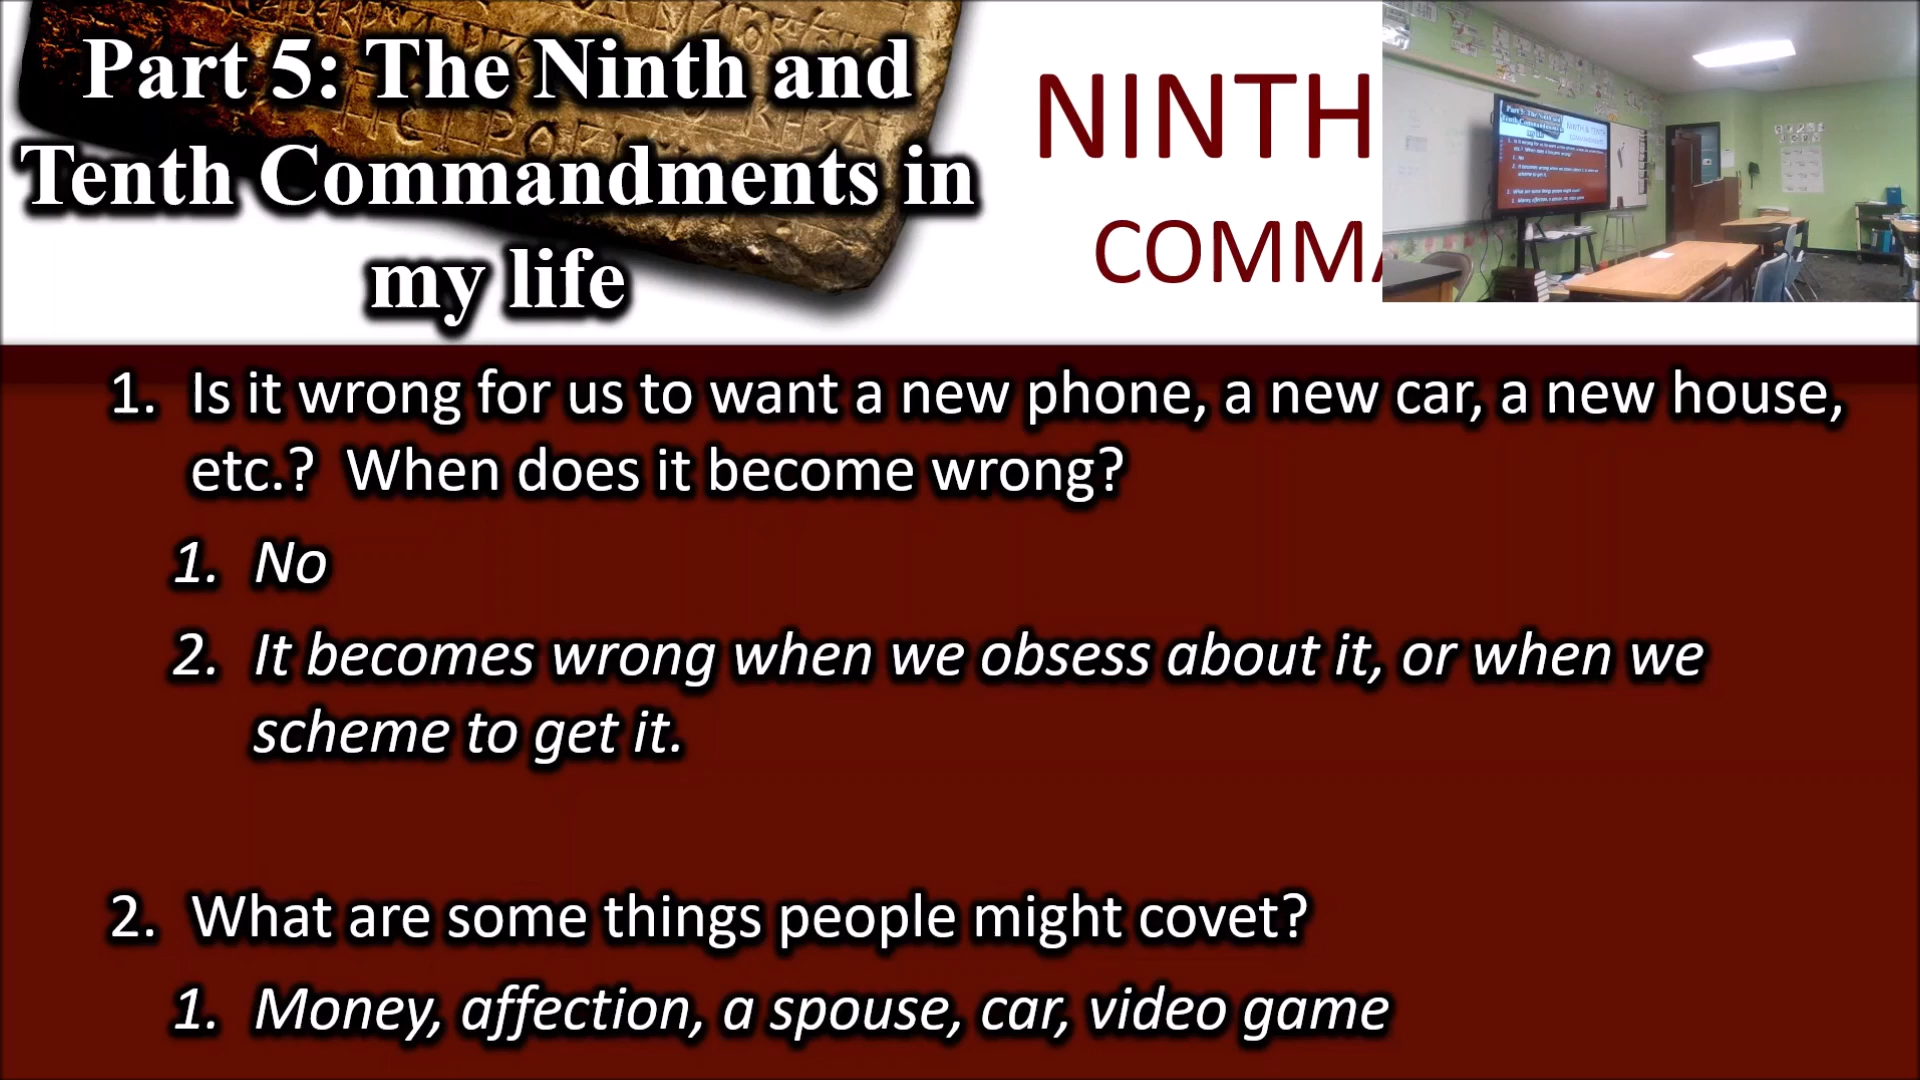 Part 5: The Ninth and
Tenth Commandments in
my life
NINTH
COMMA
1. Is it wrong for us to want a new phone, a new car, a new house,
etc.?  When does it become wrong?
1. No
2. It becomes wrong when we obsess about it, or when we
scheme to get it.
2. What are some things people might covet?
1. Money, affection, a spouse, car, video game